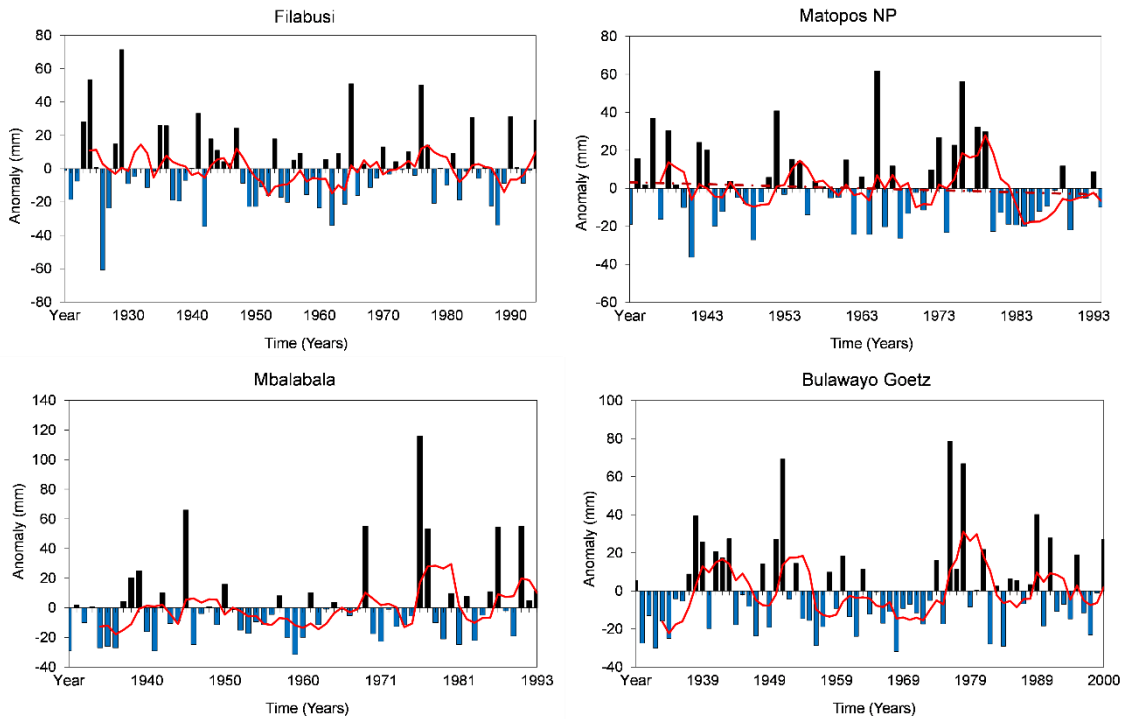 Filabusi
80
60
40
20
0
-20
-40
-60
-80
Anomaly (mm)
Year 1930 1940 1950 1960 1970 1980 1990
Time (Years)
Matopos NP
80
60
40
20
0
-20
-40
-60
Anomaly (mm)
Year 1943 1953 1963 1973 1983 1993
Time (Years)
Mbalabala
140
120
100
80
60
40
20
0
-20
-40
Anomaly (mm)
Year 1940 1950 1961 1971 1981 1993
Time (Years)
Bulawayo Goetz
100
80
60
40
20
0
-20
-40
Anomaly (mm)
Year 1939 1949 1959 1969 1979 1989 2000
Time (Years)